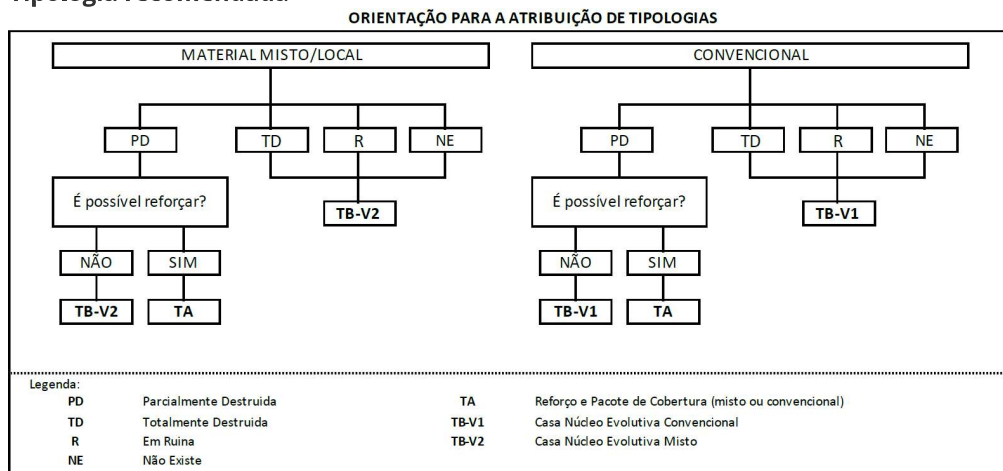 Tipologia recomendada
ORIENTAÇÃO PARA A ATRIBUIÇÃO DE TIPOLOGIAS
MATERIAL MISTO/LOCAL
PD TD R NE
É possível reforçar?
TB-V2
NÃO SIM
TB-V2 TA
CONVENCIONAL
PD TD R NE
É possível reforçar?
TB-V1
NÃO SIM
TB-V1 TA
Legenda:
PD Parcialmente Destruida
TD Totalmente Destruida
R Em Ruina
NE Não Existe
TA Reforço e Pacote de Cobertura (misto ou convencional)
TB-V1 Casa Núcleo Evolutiva Convencional
TB-V2 Casa Núcleo Evolutiva Misto